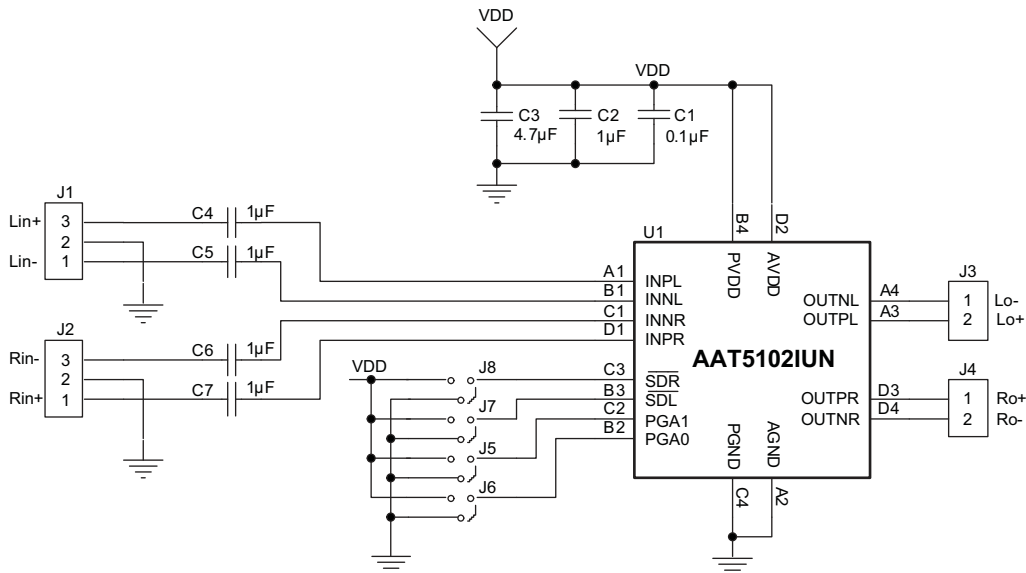 VDD
VDD
C3
4.7µF
C2
1µF
C1
0.1µF
J1
Lin+
3
2
Lin-
1
C4
1µF
C5
1µF
J2
Rin-
3
2
Rin+
1
C6
1µF
C7
1µF
VDD
J8
J7
J5
J6
U1
B4
D2
PVDD
AVDD
A1
INPL
B1
INNL
C1
INNR
D1
INPR
AAT5102IUN
C3
SDR
B3
SDL
C2
PGA1
B2
PGA0
PGND
AGND
C4
A2
OUTNL
A4
OUTPL
A3
OUTPR
D3
OUTNR
D4
J3
1
Lo-
2
Lo+
J4
1
Ro+
2
Ro-